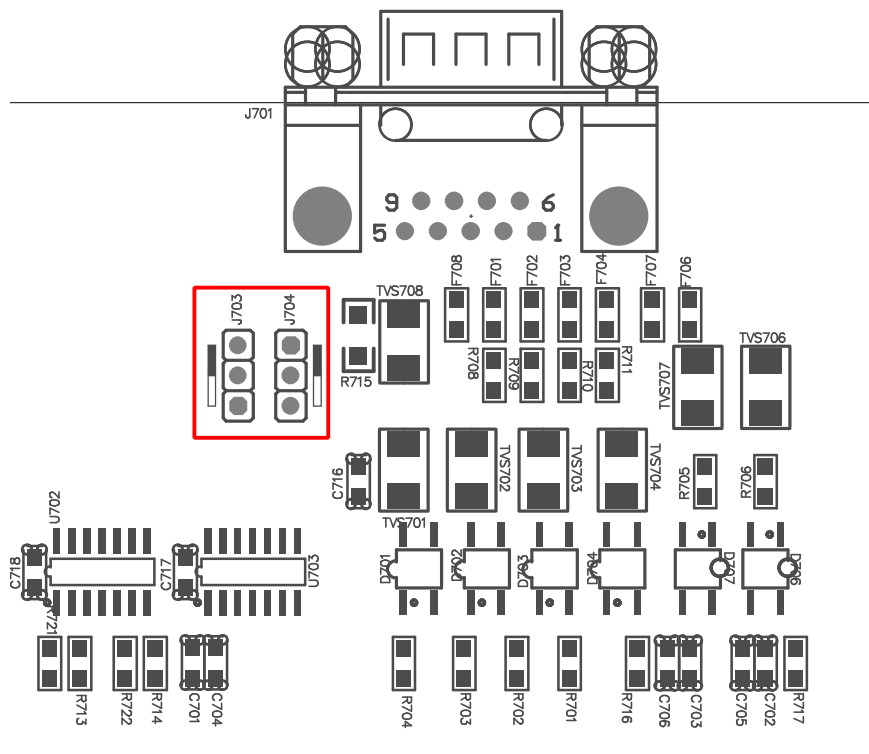 J701
9 6
5 1
F708 F701 F702 F703 F704 F707 F706
J703 J704 TVS708
R715 R708 R709 R710 R711 TVS707 TVS706
C716 TVS701 TVS702 TVS703 TVS704 R705 R706
U702
C718 C717 U703 D701 D702 D703 D704 D707 D706
R721
R713 R722 R714 C701 C704 R704 R703 R702 R701 R716 C706 C703 C705 C702 R717